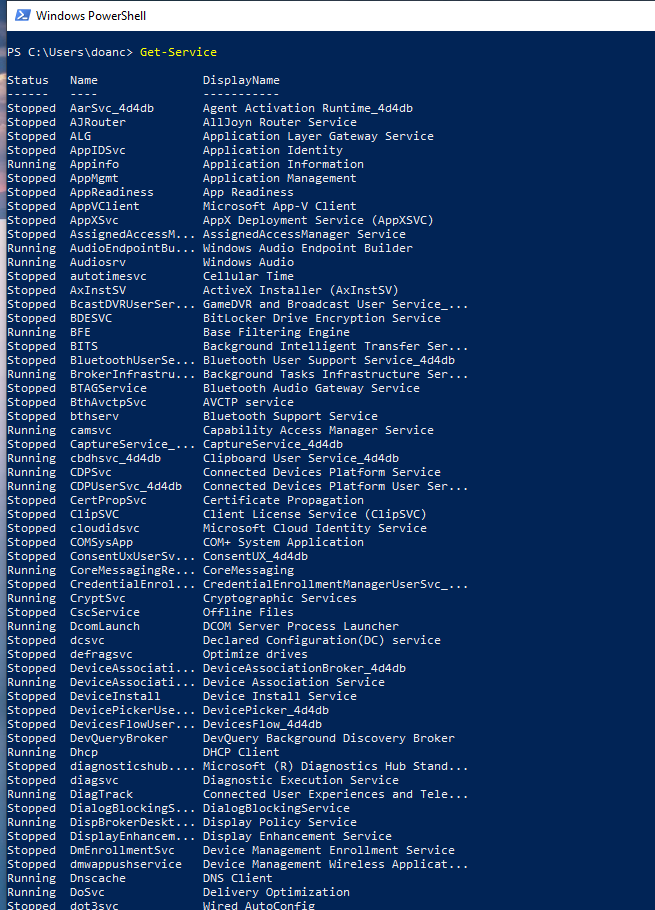 Windows PowerShell
PS C:\Users\doanc> Get-Service
Status Name DisplayName
------ ---- -----------
Stopped AarSvc_4d4db Agent Activation Runtime_4d4db
Stopped AJRouter AllJoyn Router Service
Stopped ALG Application Layer Gateway Service
Stopped AppIDSvc Application Identity
Running Appinfo Application Information
Stopped AppMgmt Application Management
Stopped AppReadiness App Readiness
Stopped AppVClient Microsoft App-V Client
Stopped AppXSvc AppX Deployment Service (AppXSVC)
Stopped AssignedAccessM... AssignedAccessManager Service
Running AudioEndpointBu... Windows Audio Endpoint Builder
Running Audiosrv Windows Audio
Stopped autotimesvc Cellular Time
Stopped AxInstSV ActiveX Installer (AxInstSV)
Stopped BcastDVRUserSer... GameDVR and Broadcast User Service_...
Stopped BDESVC BitLocker Drive Encryption Service
Running BFE Base Filtering Engine
Stopped BITS Background Intelligent Transfer Ser...
Stopped BluetoothUserSe... Bluetooth User Support Service_4d4db
Running BrokerInfrastru... Background Tasks Infrastructure Ser...
Stopped BTAGService Bluetooth Audio Gateway Service
Stopped BthAvctpSvc AVCTP service
Stopped bthserv Bluetooth Support Service
Running camsvc Capability Access Manager Service
Stopped CaptureService_... CaptureService_4d4db
Running cbdhsvc_4d4db Clipboard User Service_4d4db
Running CDPSvc Connected Devices Platform Service
Running CDPUserSvc_4d4db Connected Devices Platform User Ser...
Stopped CertPropSvc Certificate Propagation
Stopped ClipSVC Client License Service (ClipSVC)
Stopped cloudidsvc Microsoft Cloud Identity Service
Stopped COMSysApp COM+ System Application
Stopped ConsentUxUserSv... ConsentUX_4d4db
Running CoreMessagingRe... CoreMessaging
Stopped CredentialEnrol... CredentialEnrollmentManagerUserSvc_...
Running CryptSvc Cryptographic Services
Stopped CscService Offline Files
Running DcomLaunch DCOM Server Process Launcher
Stopped dcsvc Declared Configuration(DC) service
Stopped defragsvc Optimize drives
Stopped DeviceAssociati... DeviceAssociationBroker_4d4db
Running DeviceAssociati... Device Association Service
Stopped DeviceInstall Device Install Service
Stopped DevicePickerUse... DevicePicker_4d4db
Stopped DevicesFlowUser... DevicesFlow_4d4db
Stopped DevQueryBroker DevQuery Background Discovery Broker
Running Dhcp DHCP Client
Stopped diagnosticshub.... Microsoft (R) Diagnostics Hub Stand...
Stopped diagsvc Diagnostic Execution Service
Running DiagTrack Connected User Experiences and Tele...
Stopped DialogBlockingS... DialogBlockingService
Running DispBrokerDeskt... Display Policy Service
Stopped DisplayEnhancem... Display Enhancement Service
Stopped DmEnrollmentSvc Device Management Enrollment Service
Stopped dmwappushservice Device Management Wireless Applicat...
Running Dnscache DNS Client
Running DoSvc Delivery Optimization
Stopped dot3svc Wired AutoConfig